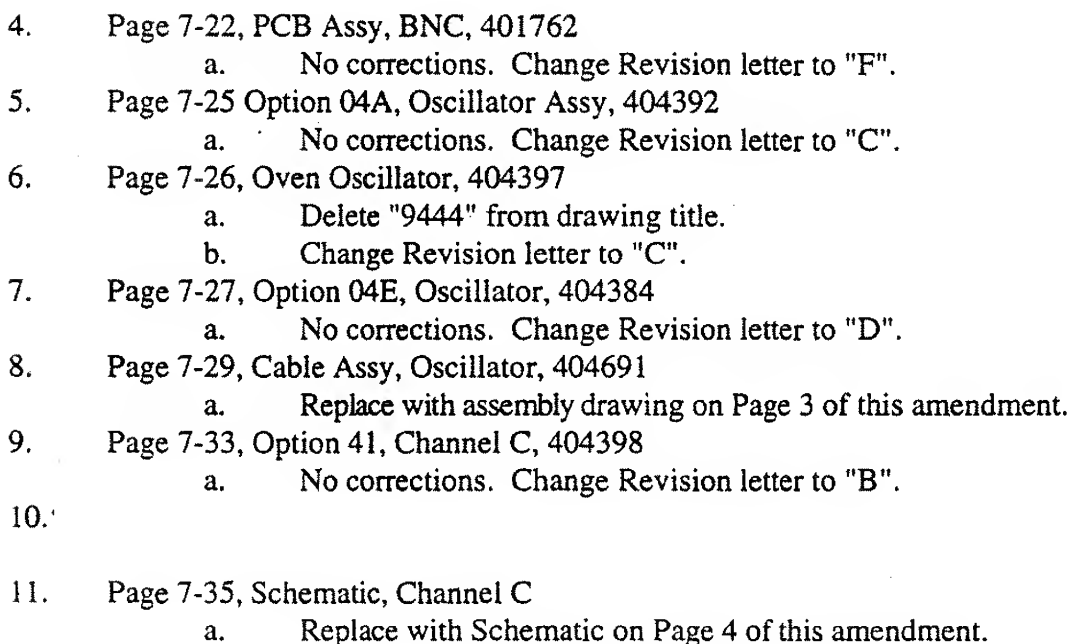 4. Page 7-22, PCB Assy, BNC, 401762
a. No corrections. Change Revision letter to "F".
5. Page 7-25 Option 04A, Oscillator Assy, 404392
a. No corrections. Change Revision letter to "C".
6. Page 7-26, Oven Oscillator, 404397
a. Delete "9444" from drawing title.
b. Change Revision letter to "C".
7. Page 7-27, Option 04E, Oscillator, 404384
a. No corrections. Change Revision letter to "D".
8. Page 7-29, Cable Assy, Oscillator, 404691
a. Replace with assembly drawing on Page 3 of this amendment.
9. Page 7-33, Option 41, Channel C, 404398
a. No corrections. Change Revision letter to "B".
10.
11. Page 7-35, Schematic, Channel C
a. Replace with Schematic on Page 4 of this amendment.